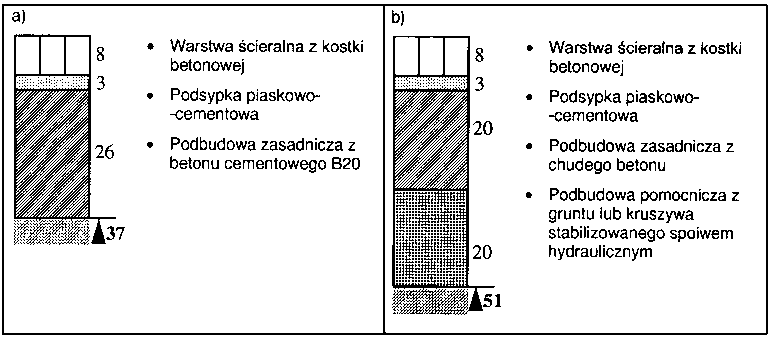 a)
8
3
26
37
• Warstwa ścieralna z kostki
betonowej
• Podsypka piaskowo-
-cementowa
• Podbudowa zasadnicza z
betonu cementowego B20
b)
8
3
20
20
51
• Warstwa ścieralna z kostki
betonowej
• Podsypka piaskowo-
-cementowa
• Podbudowa zasadnicza z
chudego betonu
• Podbudowa pomocnicza z
gruntu lub kruszywa
stabilizowanego spoiwem
hydraulicznym